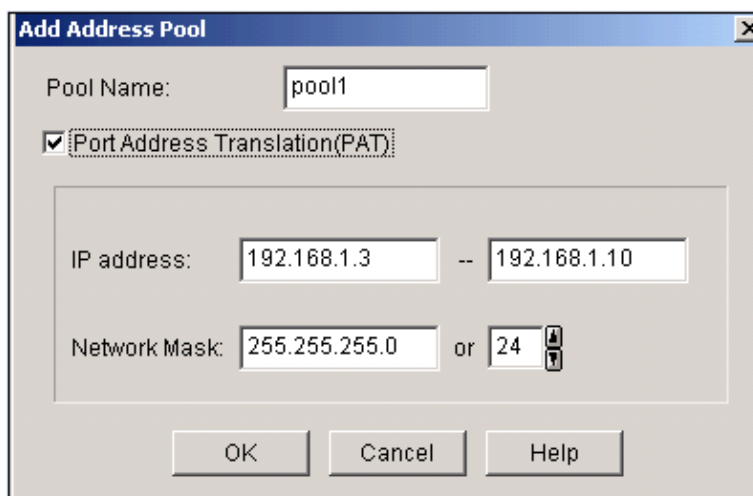 Add Address Pool
Pool Name: pool1
Port Address Translation(PAT)
IP address: 192.168.1.3 -- 192.168.1.10
Network Mask: 255.255.255.0 or 24
OK Cancel Help